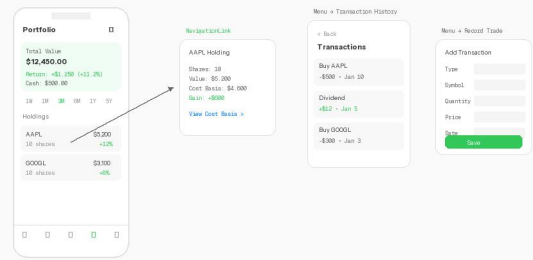 Portfolio
Total Value
$12,450.00
Return: +$1,250 (+11.2%)
Cash: $500.00
1W 1M 3M 6M 1Y 5Y
Holdings
AAPL $5,200
10 shares +12%
GOOGL $3,100
10 shares +8%
NavigationLink
AAPL Holding
Shares: 10
Value: $5,200
Cost Basis: $4,600
Gain: +$600
View Cost Basis >
Menu → Transaction History
< Back
Transactions
Buy AAPL
-$500 • Jan 10
Dividend
+$12 • Jan 5
Buy GOOGL
-$300 • Jan 3
Menu → Record Trade
Add Transaction
Type
Symbol
Quantity
Price
Date
Save